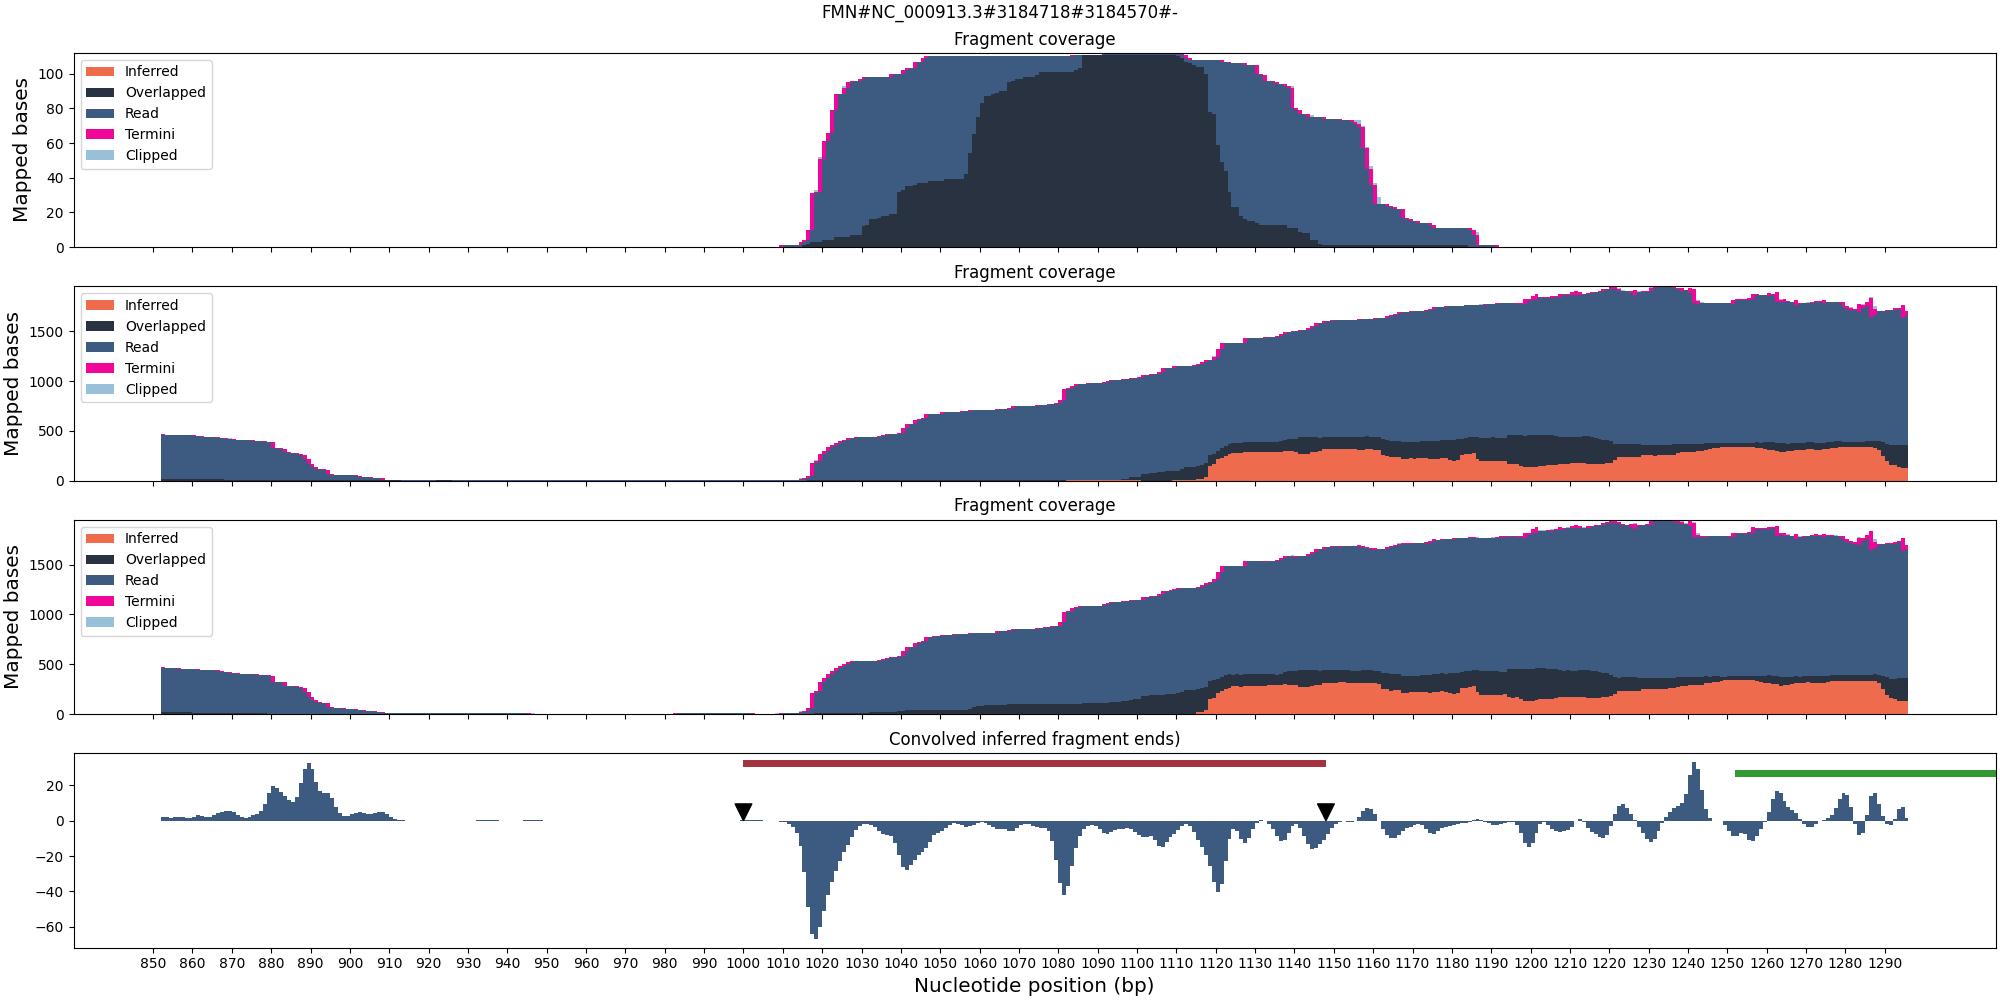 FMN#NC_000913.3#3184718#3184570#-
Fragment coverage
Mapped bases
100
80
60
40
20
0
Inferred
Overlapped
Read
Termini
Clipped
Fragment coverage
Mapped bases
1500
1000
500
0
Inferred
Overlapped
Read
Termini
Clipped
Fragment coverage
Mapped bases
1500
1000
500
0
Inferred
Overlapped
Read
Termini
Clipped
Convolved inferred fragment ends)
20
0
−20
−40
−60
850 860 870 880 890 900 910 920 930 940 950 960 970 980 990 1000 1010 1020 1030 1040 1050 1060 1070 1080 1090 1100 1110 1120 1130 1140 1150 1160 1170 1180 1190 1200 1210 1220 1230 1240 1250 1260 1270 1280 1290
Nucleotide position (bp)